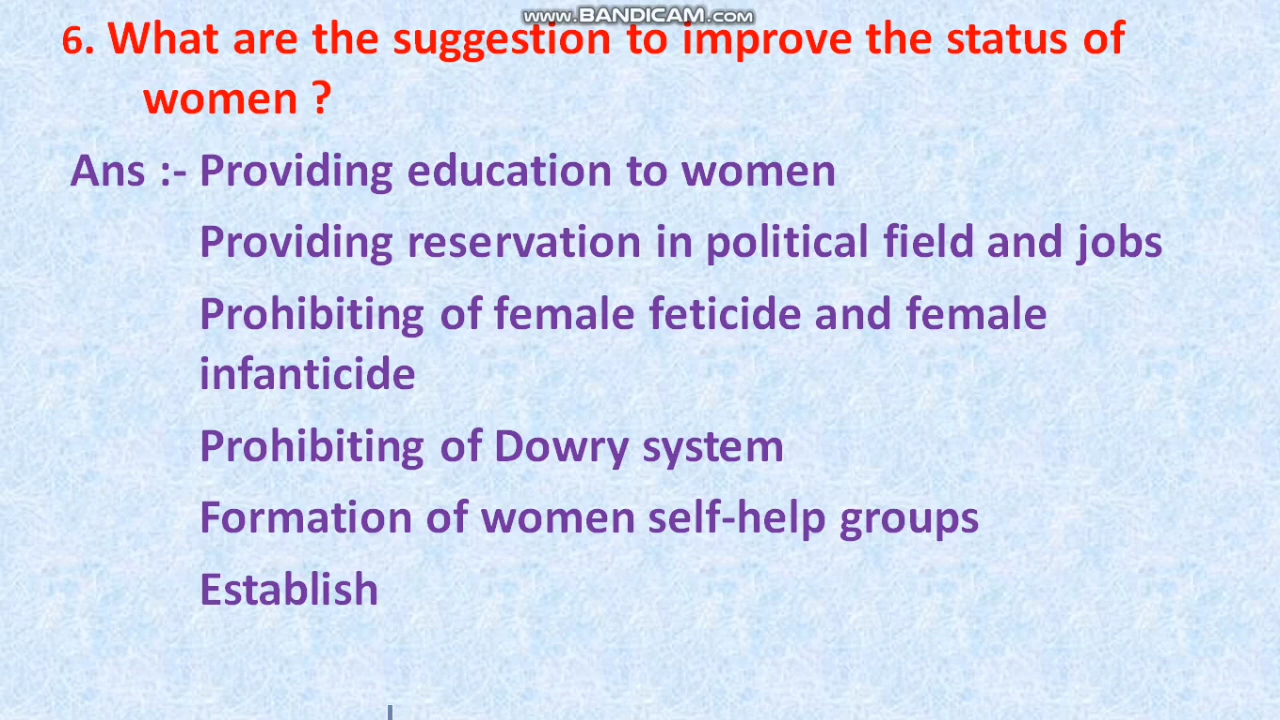 www.BANDICAM.com
6. What are the suggestion to improve the status of
women ?
Ans :- Providing education to women
Providing reservation in political field and jobs
Prohibiting of female feticide and female
infanticide
Prohibiting of Dowry system
Formation of women self-help groups
Establish